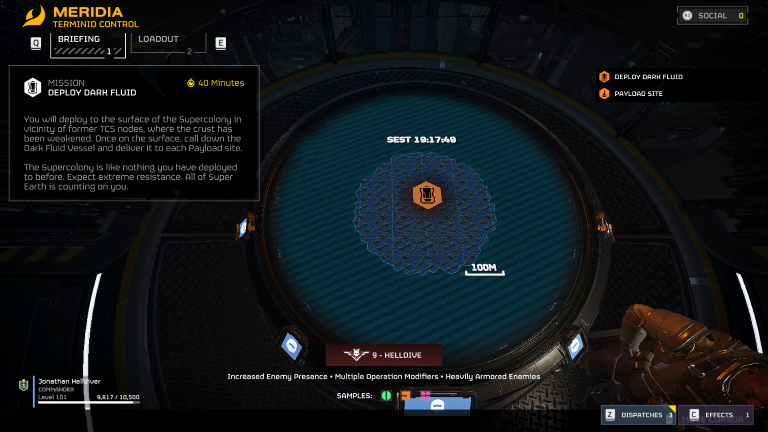 MERIDIA
TERMINID CONTROL
SOCIAL 0
Q
BRIEFING
1
LOADOUT
2
E
MISSION
DEPLOY DARK FLUID
40 Minutes
You will deploy to the surface of the Supercolony in
vicinity of former TCS nodes, where the crust has
been weakened. Once on the surface, call down the
Dark Fluid Vessel and deliver it to each Payload site.
The Supercolony is like nothing you have deployed
to before. Expect extreme resistance. All of Super
Earth is counting on you.
DEPLOY DARK FLUID
PAYLOAD SITE
SEST 19:17:49
100M
9 - HELLDIVE
Increased Enemy Presence • Multiple Operation Modifiers • Heavily Armored Enemies
SAMPLES:
Jonathan Helldiver
COMMANDER
Level 101
9,817 / 10,500
Z DISPATCHES 3
C EFFECTS 1